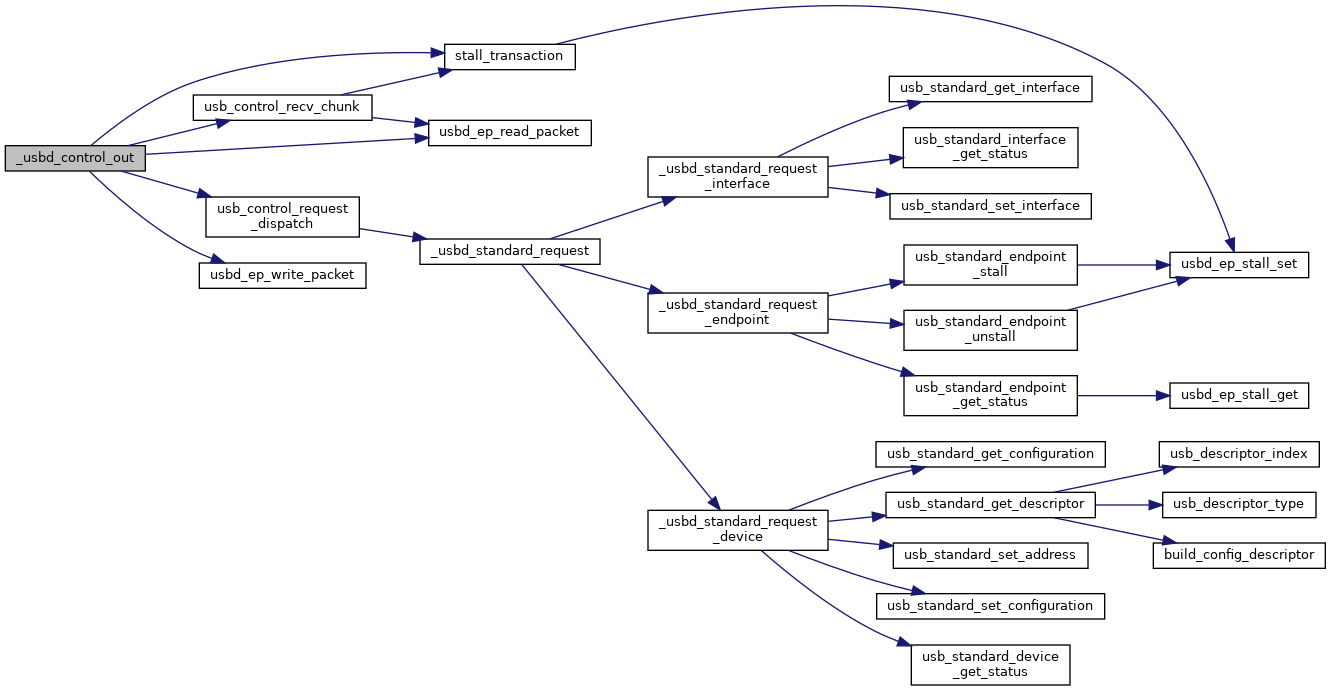 _usbd_control_out
stall_transaction
usb_control_recv_chunk
usbd_ep_read_packet
usb_control_request
_dispatch
usbd_ep_write_packet
_usbd_standard_request
_usbd_standard_request
_interface
_usbd_standard_request
_endpoint
_usbd_standard_request
_device
usb_standard_get_interface
usb_standard_interface
_get_status
usb_standard_set_interface
usb_standard_endpoint
_stall
usb_standard_endpoint
_unstall
usb_standard_endpoint
_get_status
usb_standard_get_configuration
usb_standard_get_descriptor
usb_standard_set_address
usb_standard_set_configuration
usb_standard_device
_get_status
usbd_ep_stall_set
usbd_ep_stall_get
usb_descriptor_index
usb_descriptor_type
build_config_descriptor